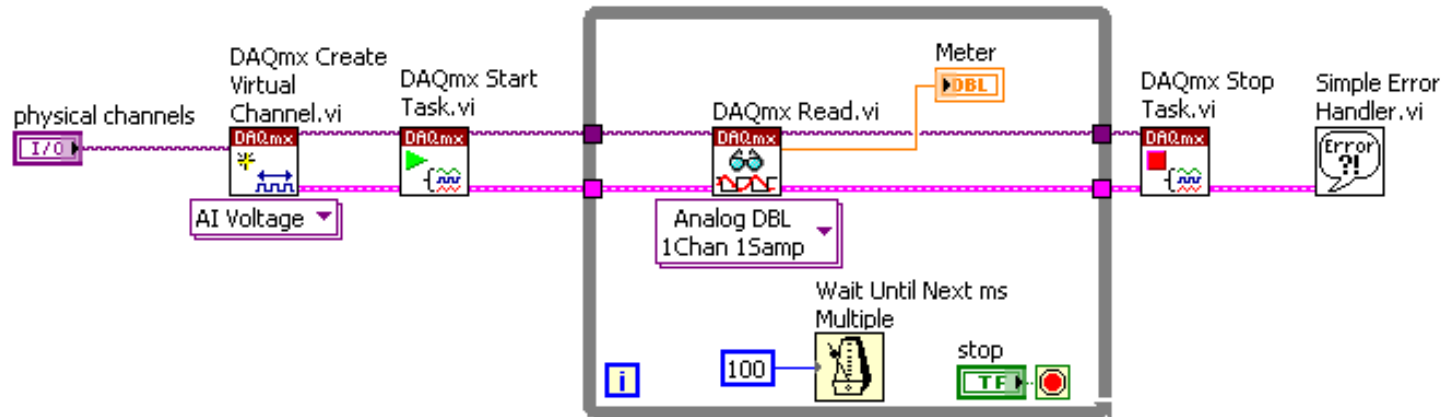 physical channels
I/O
DAQmx Create
Virtual
Channel.vi
DAQmx
AI Voltage
DAQmx Start
Task.vi
DAQmx
DAQmx Read.vi
DAQmx
Analog DBL
1Chan 1Samp
Meter
DBL
Wait Until Next ms
Multiple
100
i
stop
TF
DAQmx Stop
Task.vi
DAQmx
Simple Error
Handler.vi
Error
?!